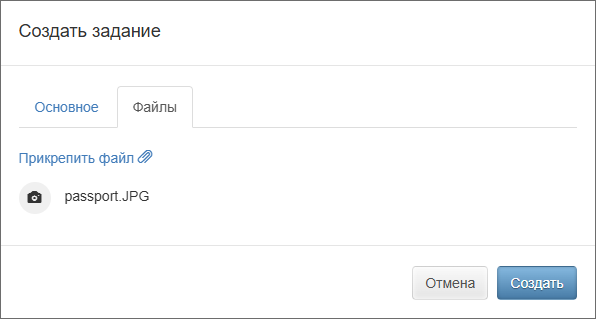 Создать задание
Основное Файлы
Прикрепить файл
passport.JPG
Отмена Создать